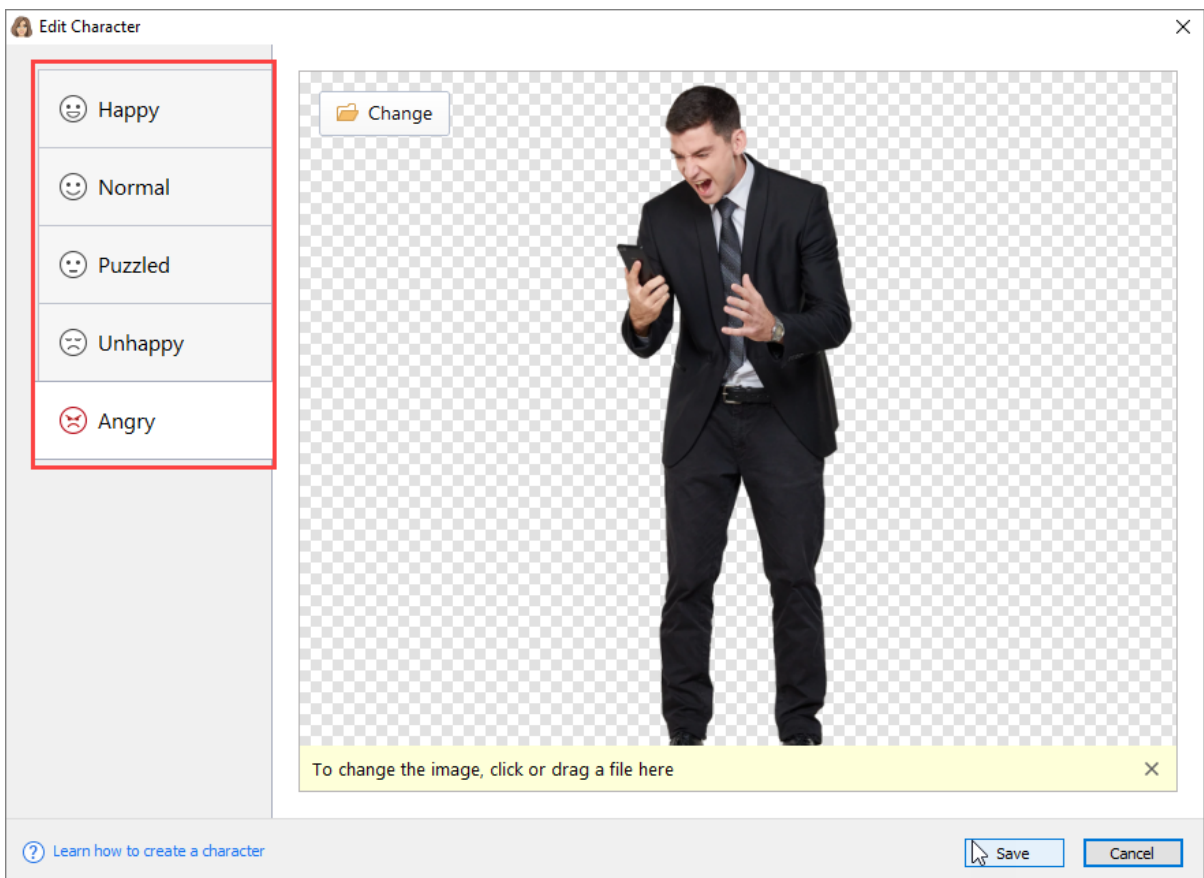 Edit Character
Happy
Normal
Puzzled
Unhappy
Angry
Change
To change the image, click or drag a file here
Learn how to create a character
Save
Cancel